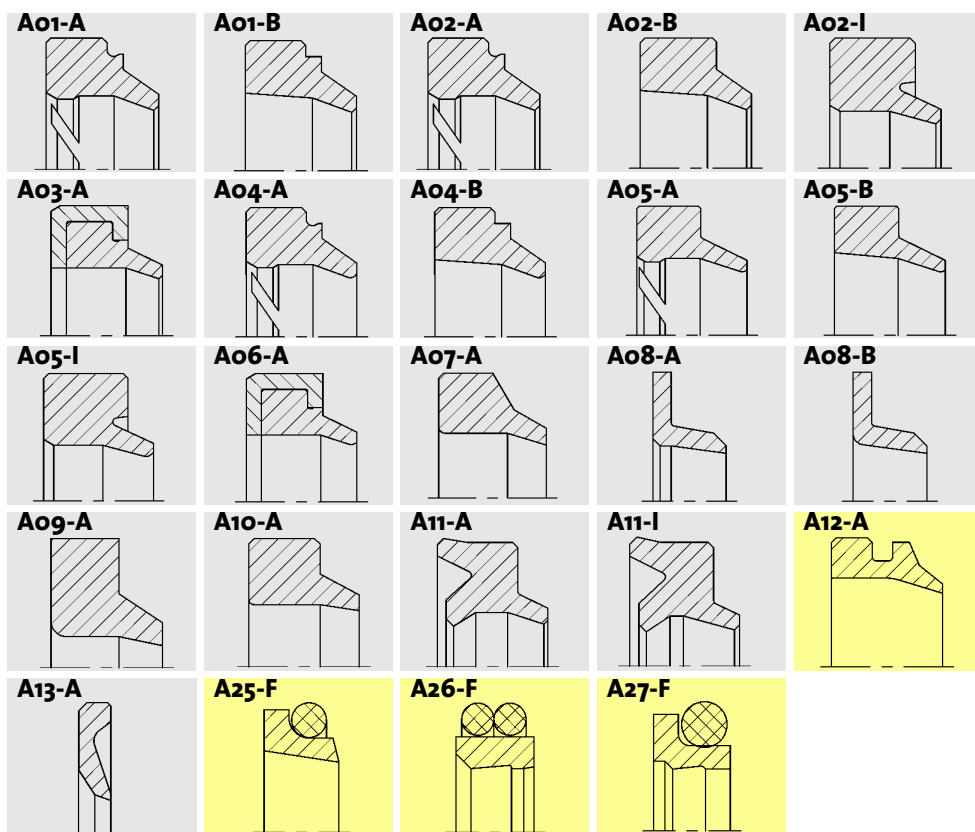 A01-A A01-B A02-A A02-B A02-I
A03-A A04-A A04-B A05-A A05-B
A05-I A06-A A07-A A08-A A08-B
A09-A A10-A A11-A A11-I A12-A
A13-A A25-F A26-F A27-F